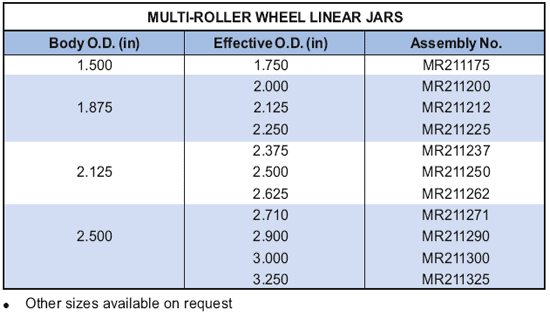 MULTI-ROLLER WHEEL LINEAR JARS
Body O.D. (in) Effective O.D. (in) Assembly No.
1.500 1.750 MR211175
2.000 MR211200
1.875 2.125 MR211212
2.250 MR211225
2.375 MR211237
2.125 2.500 MR211250
2.625 MR211262
2.710 MR211271
2.500 2.900 MR211290
3.000 MR211300
3.250 MR211325
• Other sizes available on request